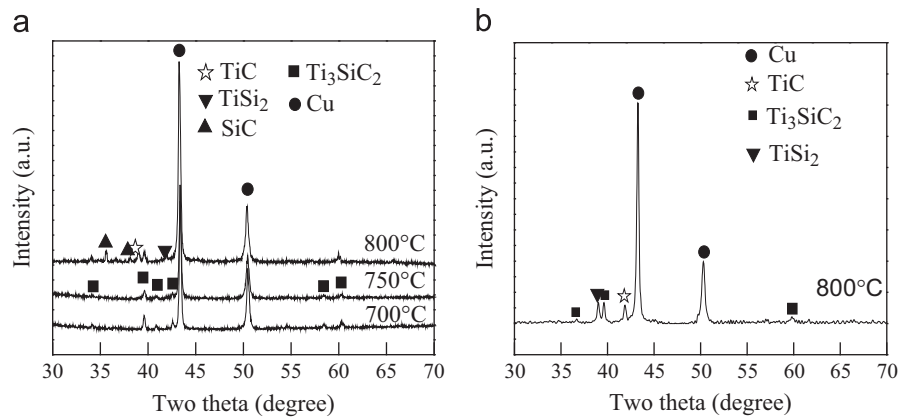 a
TiC
Ti₃SiC₂
TiSi₂
Cu
SiC
Intensity (a.u.)
800°C
750°C
700°C
30 35 40 45 50 55 60 65 70
Two theta (degree)
b
Cu
TiC
Ti₃SiC₂
TiSi₂
Intensity (a.u.)
800°C
30 35 40 45 50 55 60 65 70
Two theta (degree)